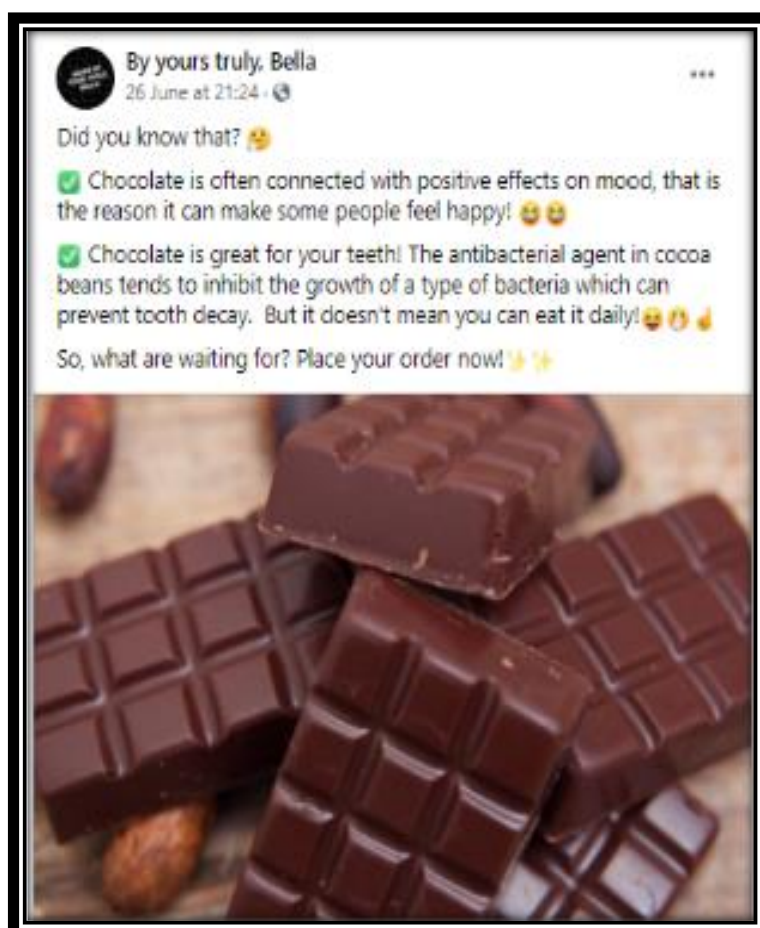 By yours truly, Bella
26 June at 21:24 ·
Did you know that? 🤔
✅ Chocolate is often connected with positive effects on mood, that is
the reason it can make some people feel happy! 😆😆
✅ Chocolate is great for your teeth! The antibacterial agent in cocoa
beans tends to inhibit the growth of a type of bacteria which can
prevent tooth decay.  But it doesn't mean you can eat it daily!😝😬☝
So, what are waiting for? Place your order now!✨✨